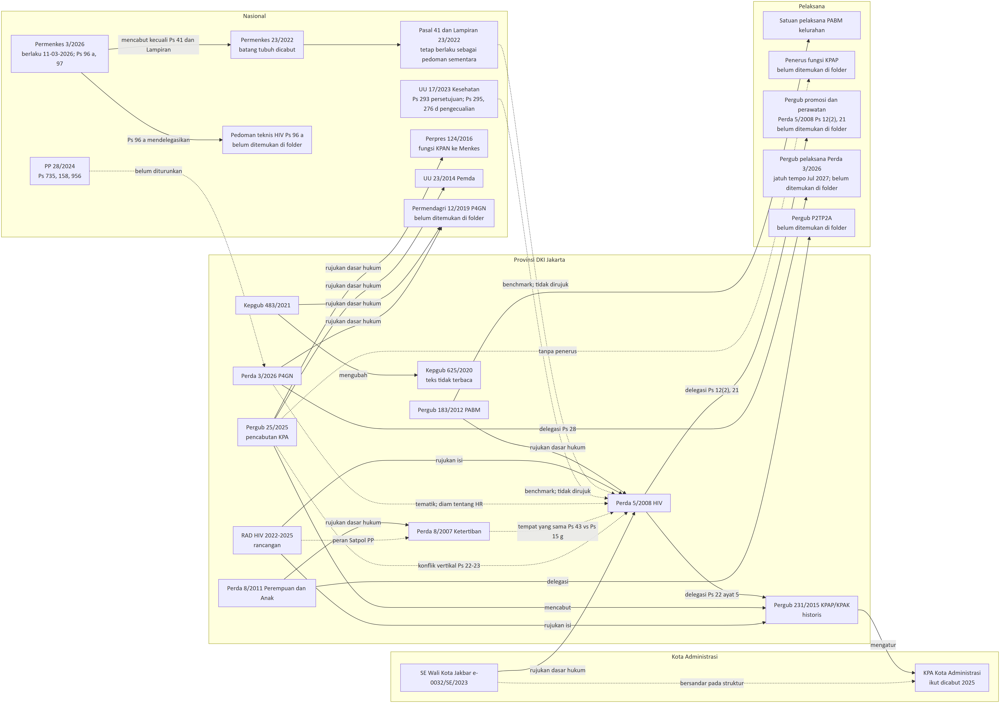 Nasional
Permenkes 3/2026
berlaku 11-03-2026; Ps 96 a,
97
mencabut kecuali Ps 41 dan
Lampiran
Permenkes 23/2022
batang tubuh dicabut
Pasal 41 dan Lampiran
23/2022
tetap berlaku sebagai
pedoman sementara
UU 17/2023 Kesehatan
Ps 293 persetujuan; Ps 295,
276 d pengecualian
Ps 96 a mendelegasikan
Pedoman teknis HIV Ps 96 a
belum ditemukan di folder
Perpres 124/2016
fungsi KPAN ke Menkes
PP 28/2024
Ps 735, 158, 956
belum diturunkan
UU 23/2014 Pemda
Permendagri 12/2019 P4GN
belum ditemukan di folder
Pelaksana
Satuan pelaksana PABM
kelurahan
Penerus fungsi KPAP
belum ditemukan di folder
Pergub promosi dan
perawatan
Perda 5/2008 Ps 12(2), 21
belum ditemukan di folder
Pergub pelaksana Perda
3/2026
jatuh tempo Jul 2027; belum
ditemukan di folder
Pergub P2TP2A
belum ditemukan di folder
Provinsi DKI Jakarta
rujukan dasar hukum
rujukan dasar hukum
rujukan dasar hukum
rujukan dasar hukum
benchmark; tidak dirujuk
Kepgub 483/2021
tanpa penerus
Perda 3/2026 P4GN
mengubah
Kepgub 625/2020
teks tidak terbaca
delegasi Ps 12(2), 21
Pergub 183/2012 PABM
Pergub 25/2025
pencabutan KPA
delegasi Ps 28
rujukan dasar hukum
rujukan isi
benchmark; tidak dirujuk
tematik; diam tentang HR
Perda 5/2008 HIV
rujukan dasar hukum
RAD HIV 2022-2025
rancangan
peran Satpol PP
Perda 8/2007 Ketertiban
tempat yang sama Ps 43 vs Ps
15 g
konflik vertikal Ps 22-23
Perda 8/2011 Perempuan dan
Anak
delegasi
delegasi Ps 22 ayat 5
mencabut
Pergub 231/2015 KPAP/KPAK
historis
rujukan isi
mengatur
Kota Administrasi
SE Wali Kota Jakbar e-
0032/SE/2023
rujukan dasar hukum
bersandar pada struktur
KPA Kota Administrasi
ikut dicabut 2025